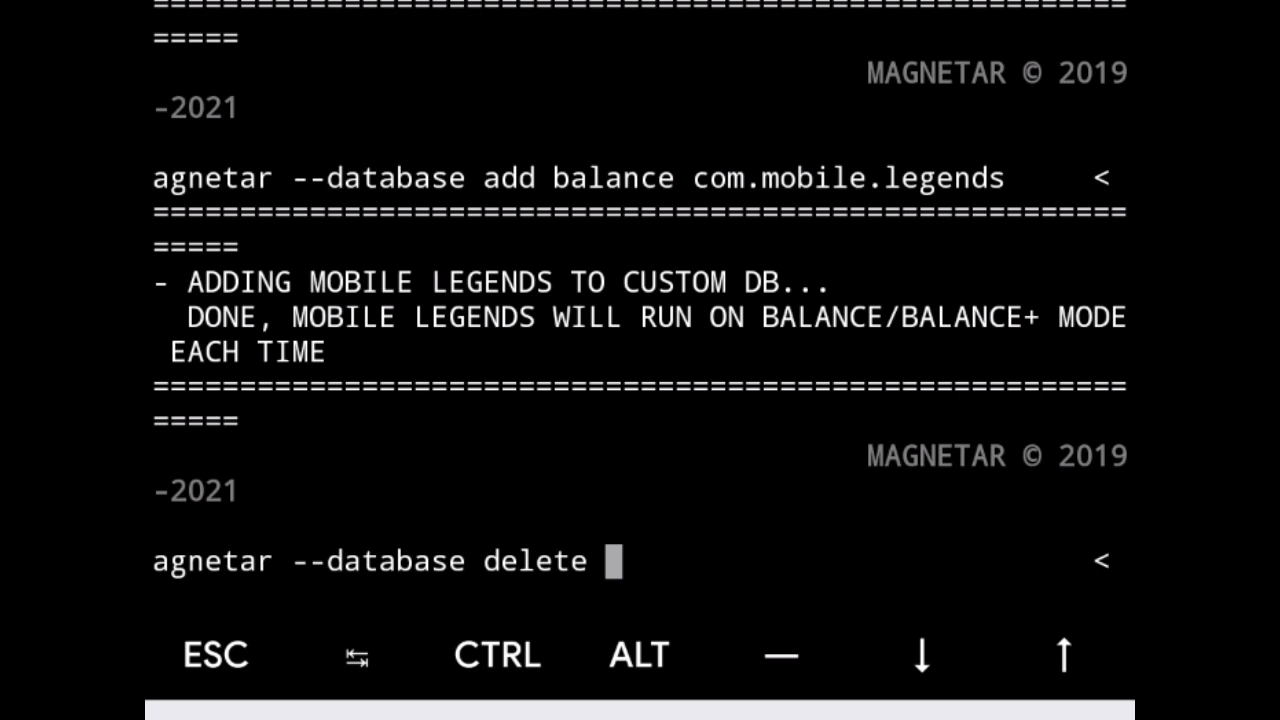 =========================================================
=====
MAGNETAR © 2019
-2021
agnetar --database add balance com.mobile.legends <
========================================================
=====
- ADDING MOBILE LEGENDS TO CUSTOM DB...
DONE, MOBILE LEGENDS WILL RUN ON BALANCE/BALANCE+ MODE
EACH TIME
========================================================
=====
MAGNETAR © 2019
-2021
agnetar --database delete <
ESC ↹ CTRL ALT — ↓ ↑